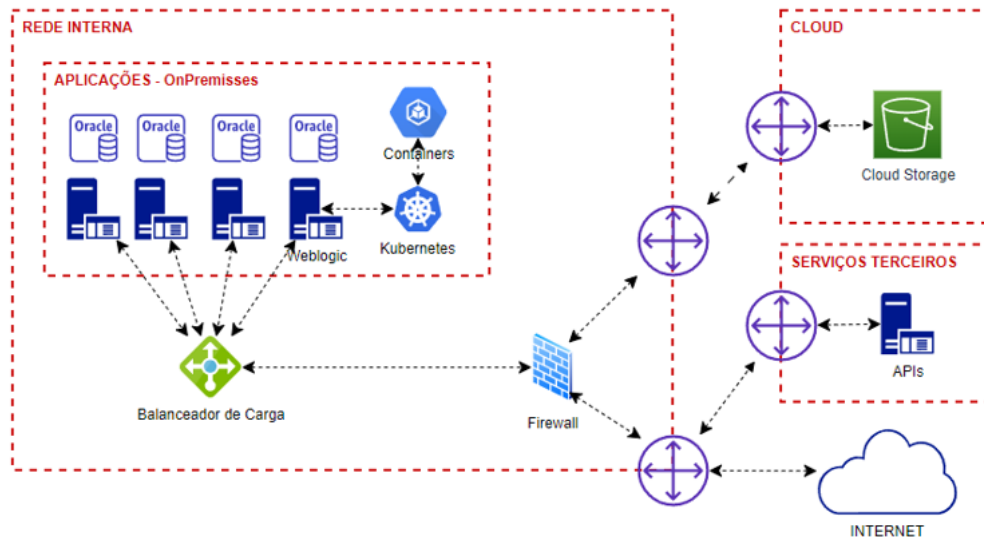 REDE INTERNA
CLOUD
APLICAÇÕES - OnPremisses
Oracle
Oracle
Oracle
Oracle
Containers
Cloud Storage
Weblogic
Kubernetes
SERVIÇOS TERCEIROS
APIs
Balanceador de Carga
Firewall
INTERNET